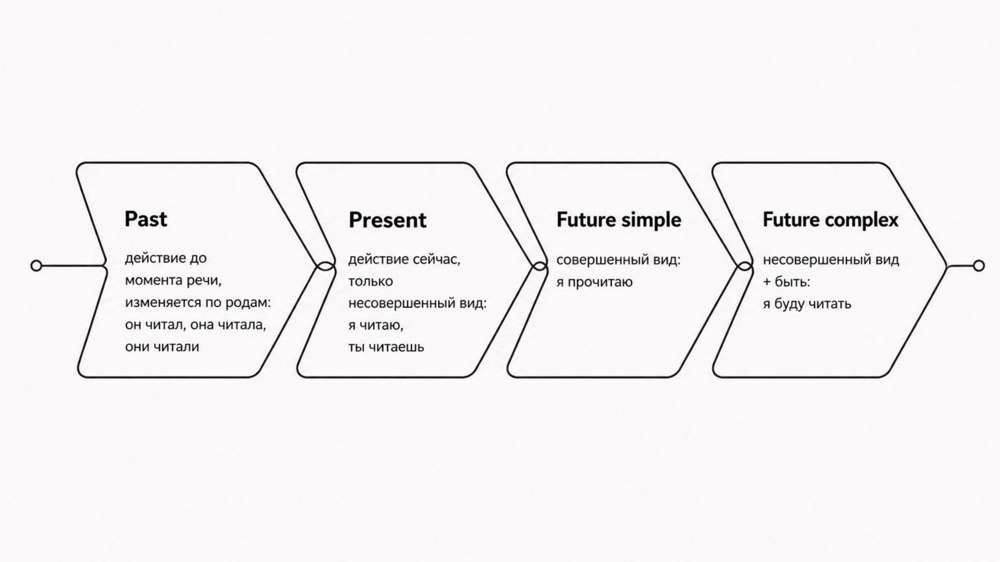 Past
действие до
момента речи,
изменяется по родам:
он читал, она читала,
они читали
Present
действие сейчас,
только
несовершенный вид:
я читаю,
ты читаешь
Future simple
совершенный вид:
я прочитаю
Future complex
несовершенный вид
+ быть:
я буду читать